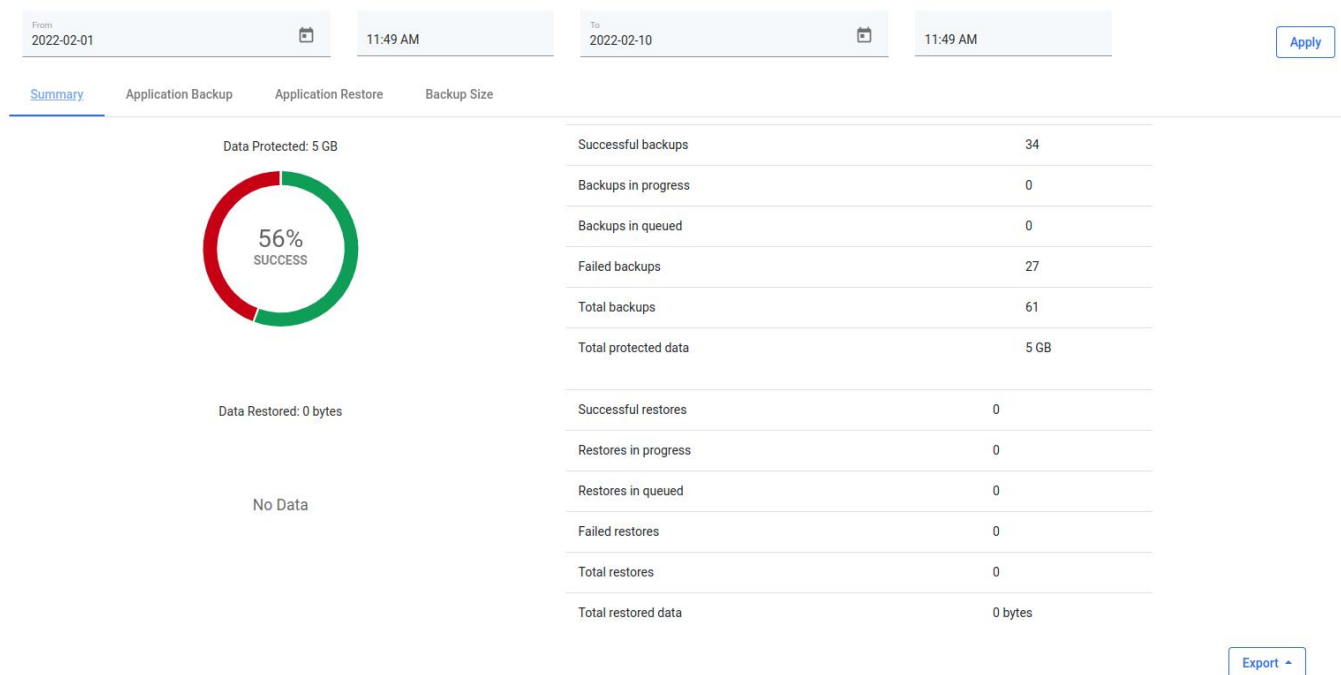 From
2022-02-01
11:49 AM
To
2022-02-10
11:49 AM
Apply
Summary
Application Backup
Application Restore
Backup Size
Data Protected: 5 GB
56%
SUCCESS
Successful backups 34
Backups in progress 0
Backups in queued 0
Failed backups 27
Total backups 61
Total protected data 5 GB
Data Restored: 0 bytes
No Data
Successful restores 0
Restores in progress 0
Restores in queued 0
Failed restores 0
Total restores 0
Total restored data 0 bytes
Export